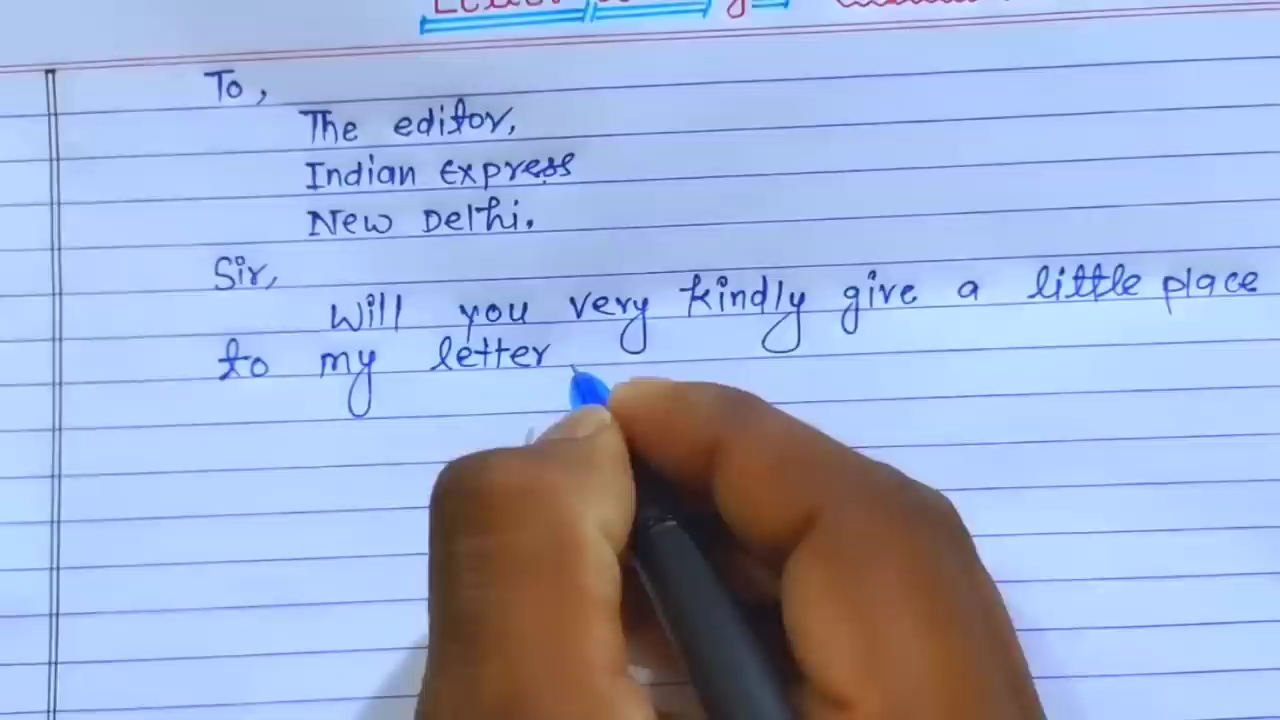 To,
The editor,
Indian Express
New Delhi.
Sir,
Will you very kindly give a little place
to my letter